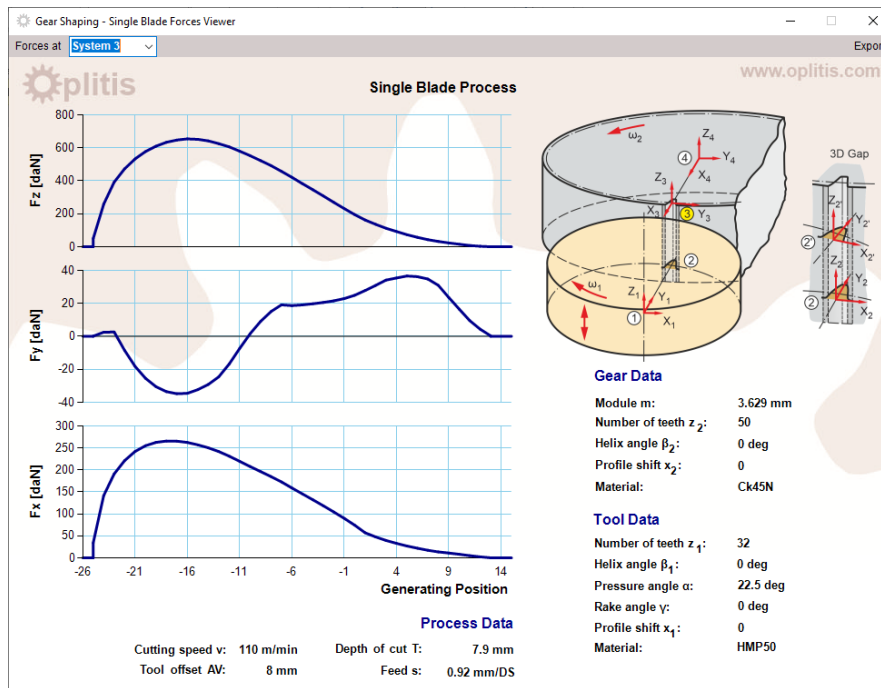 Gear Shaping - Single Blade Forces Viewer
Forces at System 3 Export
Oplitis
www.oplitis.com
Single Blade Process
Fz [daN]
800
600
400
200
0
Fy [daN]
40
20
0
-20
-40
Fx [daN]
300
250
200
150
100
50
0
-26 -21 -16 -11 -6 -1 4 9 14
Generating Position
ω2
Z4
4
Y4
X4
Z3
X3
3
Y3
2
ω1
Z1
Y1
1
X1
3D Gap
Z2'
Y2'
2'
X2'
Z2
Y2
2
X2
Gear Data
Module m: 3.629 mm
Number of teeth z2: 50
Helix angle β2: 0 deg
Profile shift x2: 0
Material: Ck45N
Tool Data
Number of teeth z1: 32
Helix angle β1: 0 deg
Pressure angle α: 22.5 deg
Rake angle γ: 0 deg
Profile shift x1: 0
Material: HMP50
Process Data
Cutting speed v: 110 m/min Depth of cut T: 7.9 mm
Tool offset AV: 8 mm Feed s: 0.92 mm/DS